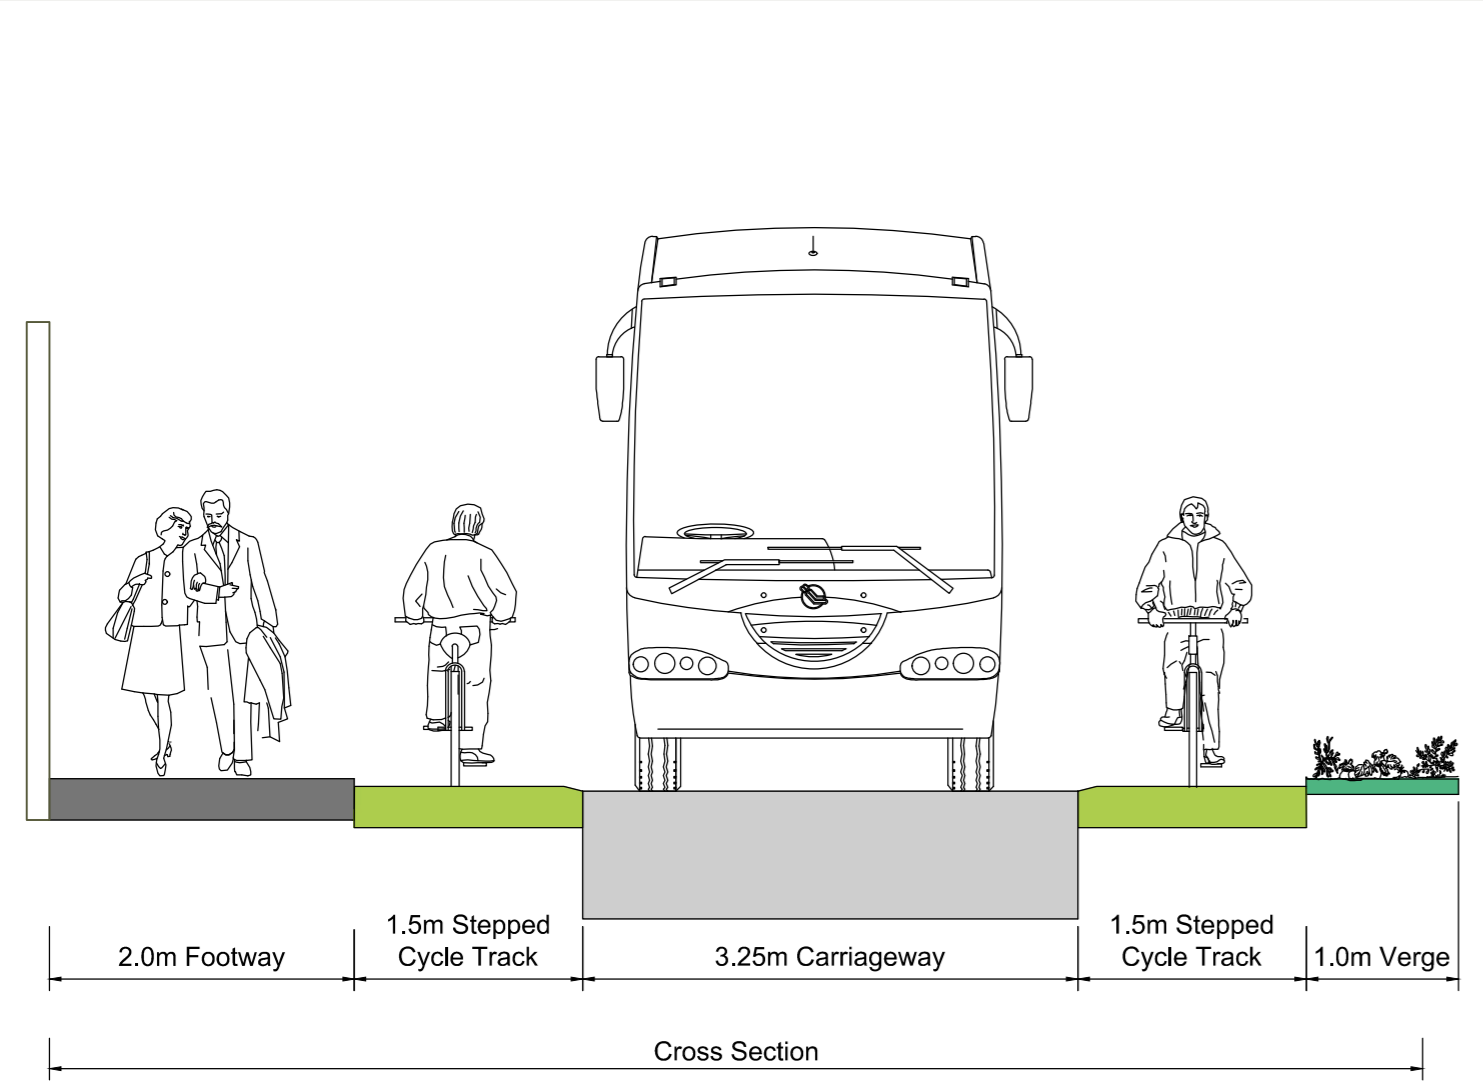 1.5m Stepped
Cycle Track
1.5m Stepped
Cycle Track
2.0m Footway
3.25m Carriageway
1.0m Verge
Cross Section